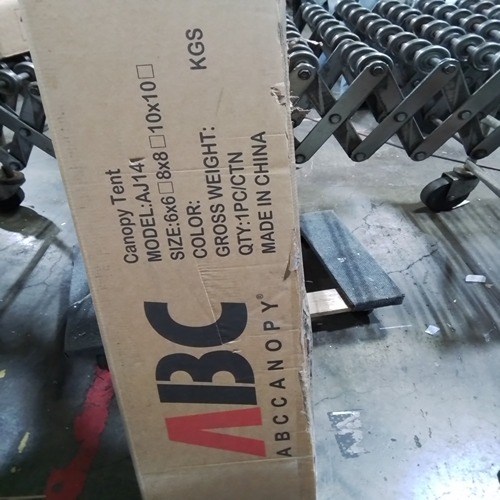 Canopy Tent
MODEL:AJ141
SIZE:6x6□8x8□10x10□
COLOR:
GROSS WEIGHT: KGS
QTY:1PC/CTN
MADE IN CHINA
ABC
ABCCANOPY®